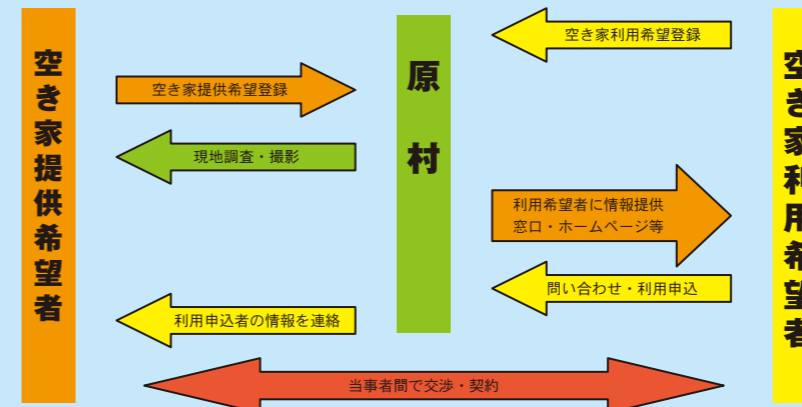 空き家提供希望者
原村
空き家利用希望者
空き家利用希望登録
空き家提供希望登録
現地調査・撮影
利用希望者に情報提供
窓口・ホームページ等
問い合わせ・利用申込
利用申込者の情報を連絡
当事者間で交渉・契約